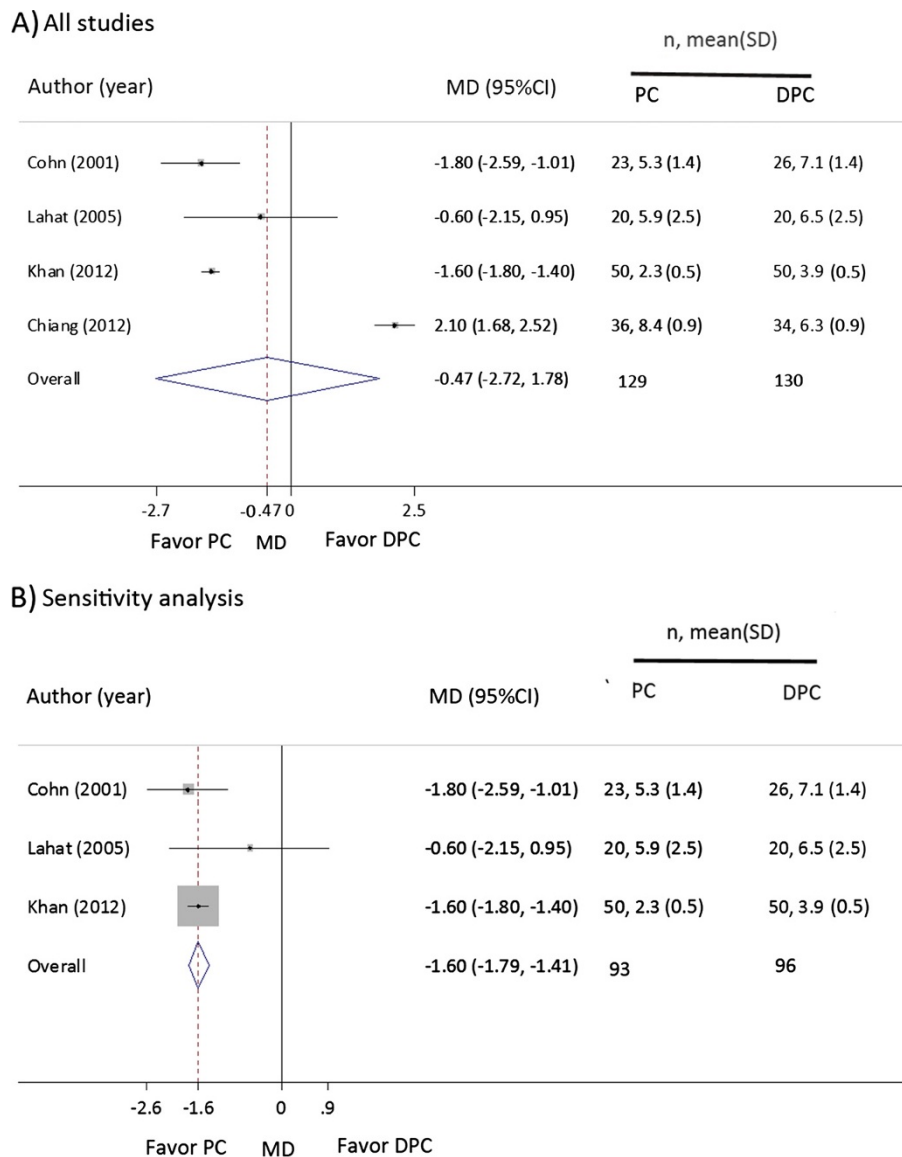 A) All studies
n, mean(SD)
Author (year) MD (95%CI) PC DPC
Cohn (2001) -1.80 (-2.59, -1.01) 23, 5.3 (1.4) 26, 7.1 (1.4)
Lahat (2005) -0.60 (-2.15, 0.95) 20, 5.9 (2.5) 20, 6.5 (2.5)
Khan (2012) -1.60 (-1.80, -1.40) 50, 2.3 (0.5) 50, 3.9 (0.5)
Chiang (2012) 2.10 (1.68, 2.52) 36, 8.4 (0.9) 34, 6.3 (0.9)
Overall -0.47 (-2.72, 1.78) 129 130
-2.7 -0.47 0 2.5
Favor PC MD Favor DPC
B) Sensitivity analysis
n, mean(SD)
Author (year) MD (95%CI) ` PC DPC
Cohn (2001) -1.80 (-2.59, -1.01) 23, 5.3 (1.4) 26, 7.1 (1.4)
Lahat (2005) -0.60 (-2.15, 0.95) 20, 5.9 (2.5) 20, 6.5 (2.5)
Khan (2012) -1.60 (-1.80, -1.40) 50, 2.3 (0.5) 50, 3.9 (0.5)
Overall -1.60 (-1.79, -1.41) 93 96
-2.6 -1.6 0 .9
Favor PC MD Favor DPC